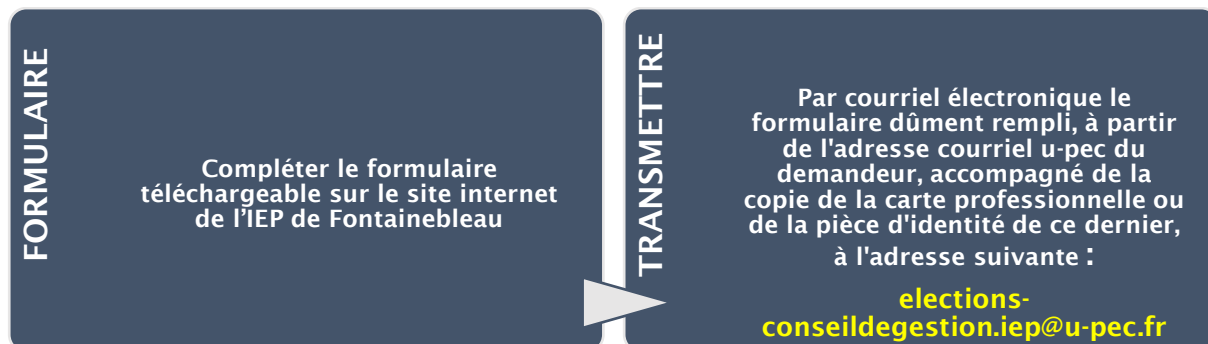 FORMULAIRE
Compléter le formulaire
téléchargeable sur le site internet
de l’IEP de Fontainebleau
TRANSMETTRE
Par courriel électronique le
formulaire dûment rempli, à partir
de l'adresse courriel u-pec du
demandeur, accompagné de la
copie de la carte professionnelle ou
de la pièce d'identité de ce dernier,
à l'adresse suivante :
elections-
conseildegestion.iep@u-pec.fr